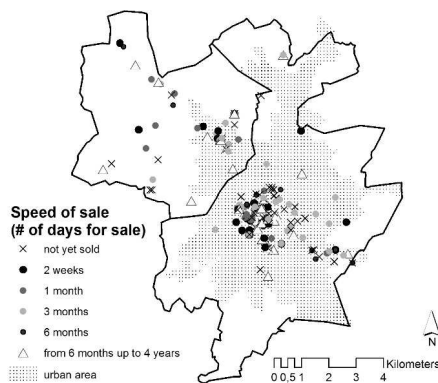 Speed of sale
(# of days for sale)
not yet sold
2 weeks
1 month
3 months
6 months
from 6 months up to 4 years
urban area
N
Kilometers
0 0,5 1 2 3 4